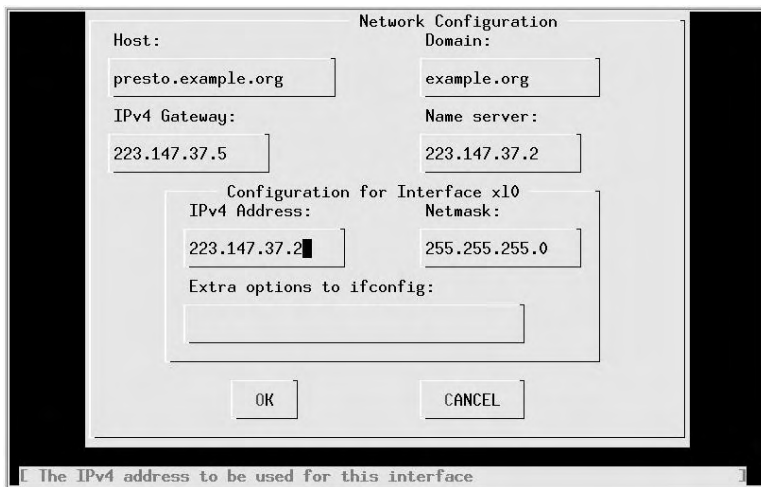 Network Configuration
Host: Domain:
presto.example.org example.org
IPv4 Gateway: Name server:
223.147.37.5 223.147.37.2
Configuration for Interface xl0
IPv4 Address: Netmask:
223.147.37.2 255.255.255.0
Extra options to ifconfig:
OK CANCEL
[ The IPv4 address to be used for this interface ]